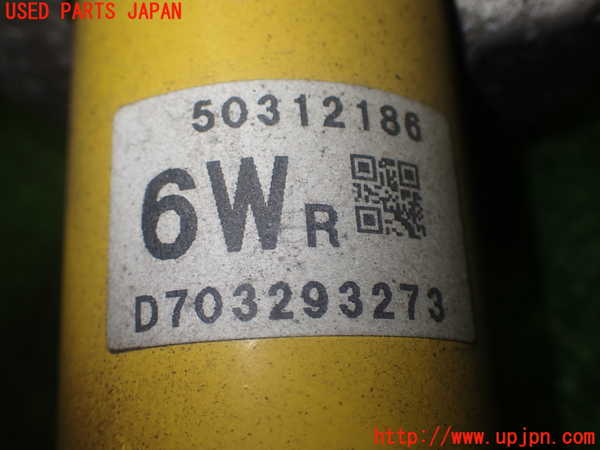 USED PARTS JAPAN
50312186
6W R
D703293273
http://www.upjpn.com